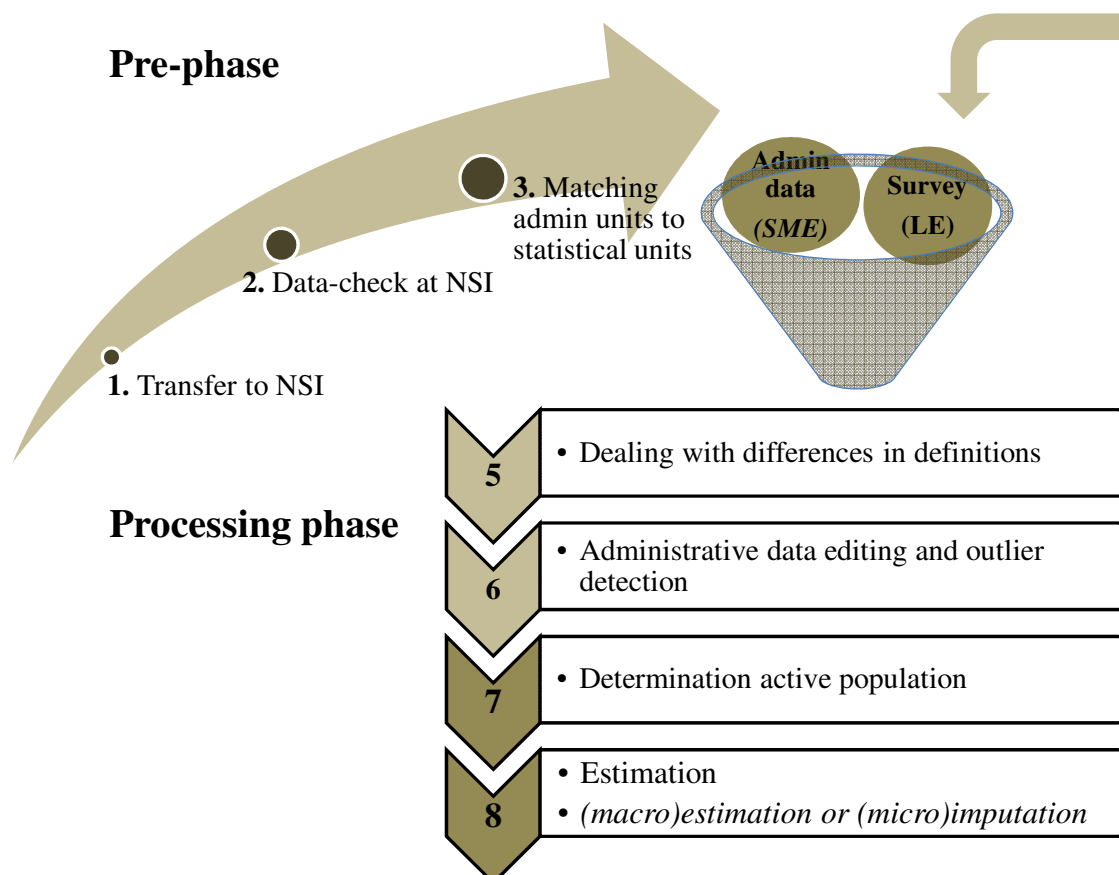 Pre-phase
Admin
data
(SME)
Survey
(LE)
3. Matching
admin units to
statistical units
2. Data-check at NSI
1. Transfer to NSI
Processing phase
5
• Dealing with differences in definitions
6
• Administrative data editing and outlier
detection
7
• Determination active population
8
• Estimation
• (macro)estimation or (micro)imputation